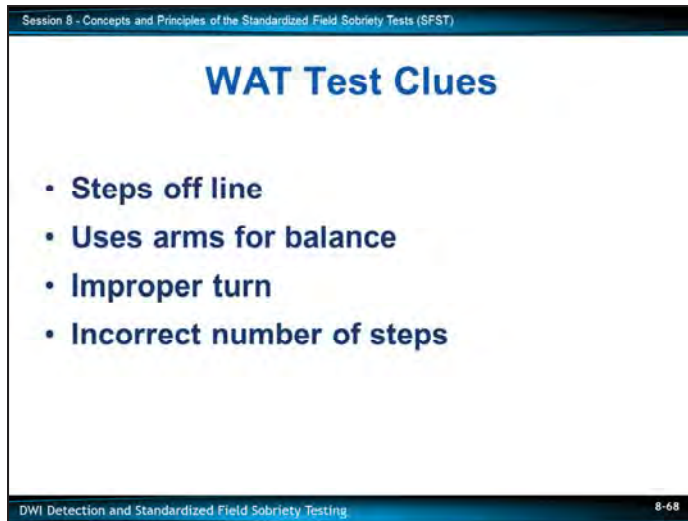 Session 8 - Concepts and Principles of the Standardized Field Sobriety Tests (SFST)
WAT Test Clues
• Steps off line
• Uses arms for balance
• Improper turn
• Incorrect number of steps
DWI Detection and Standardized Field Sobriety Testing
8-68